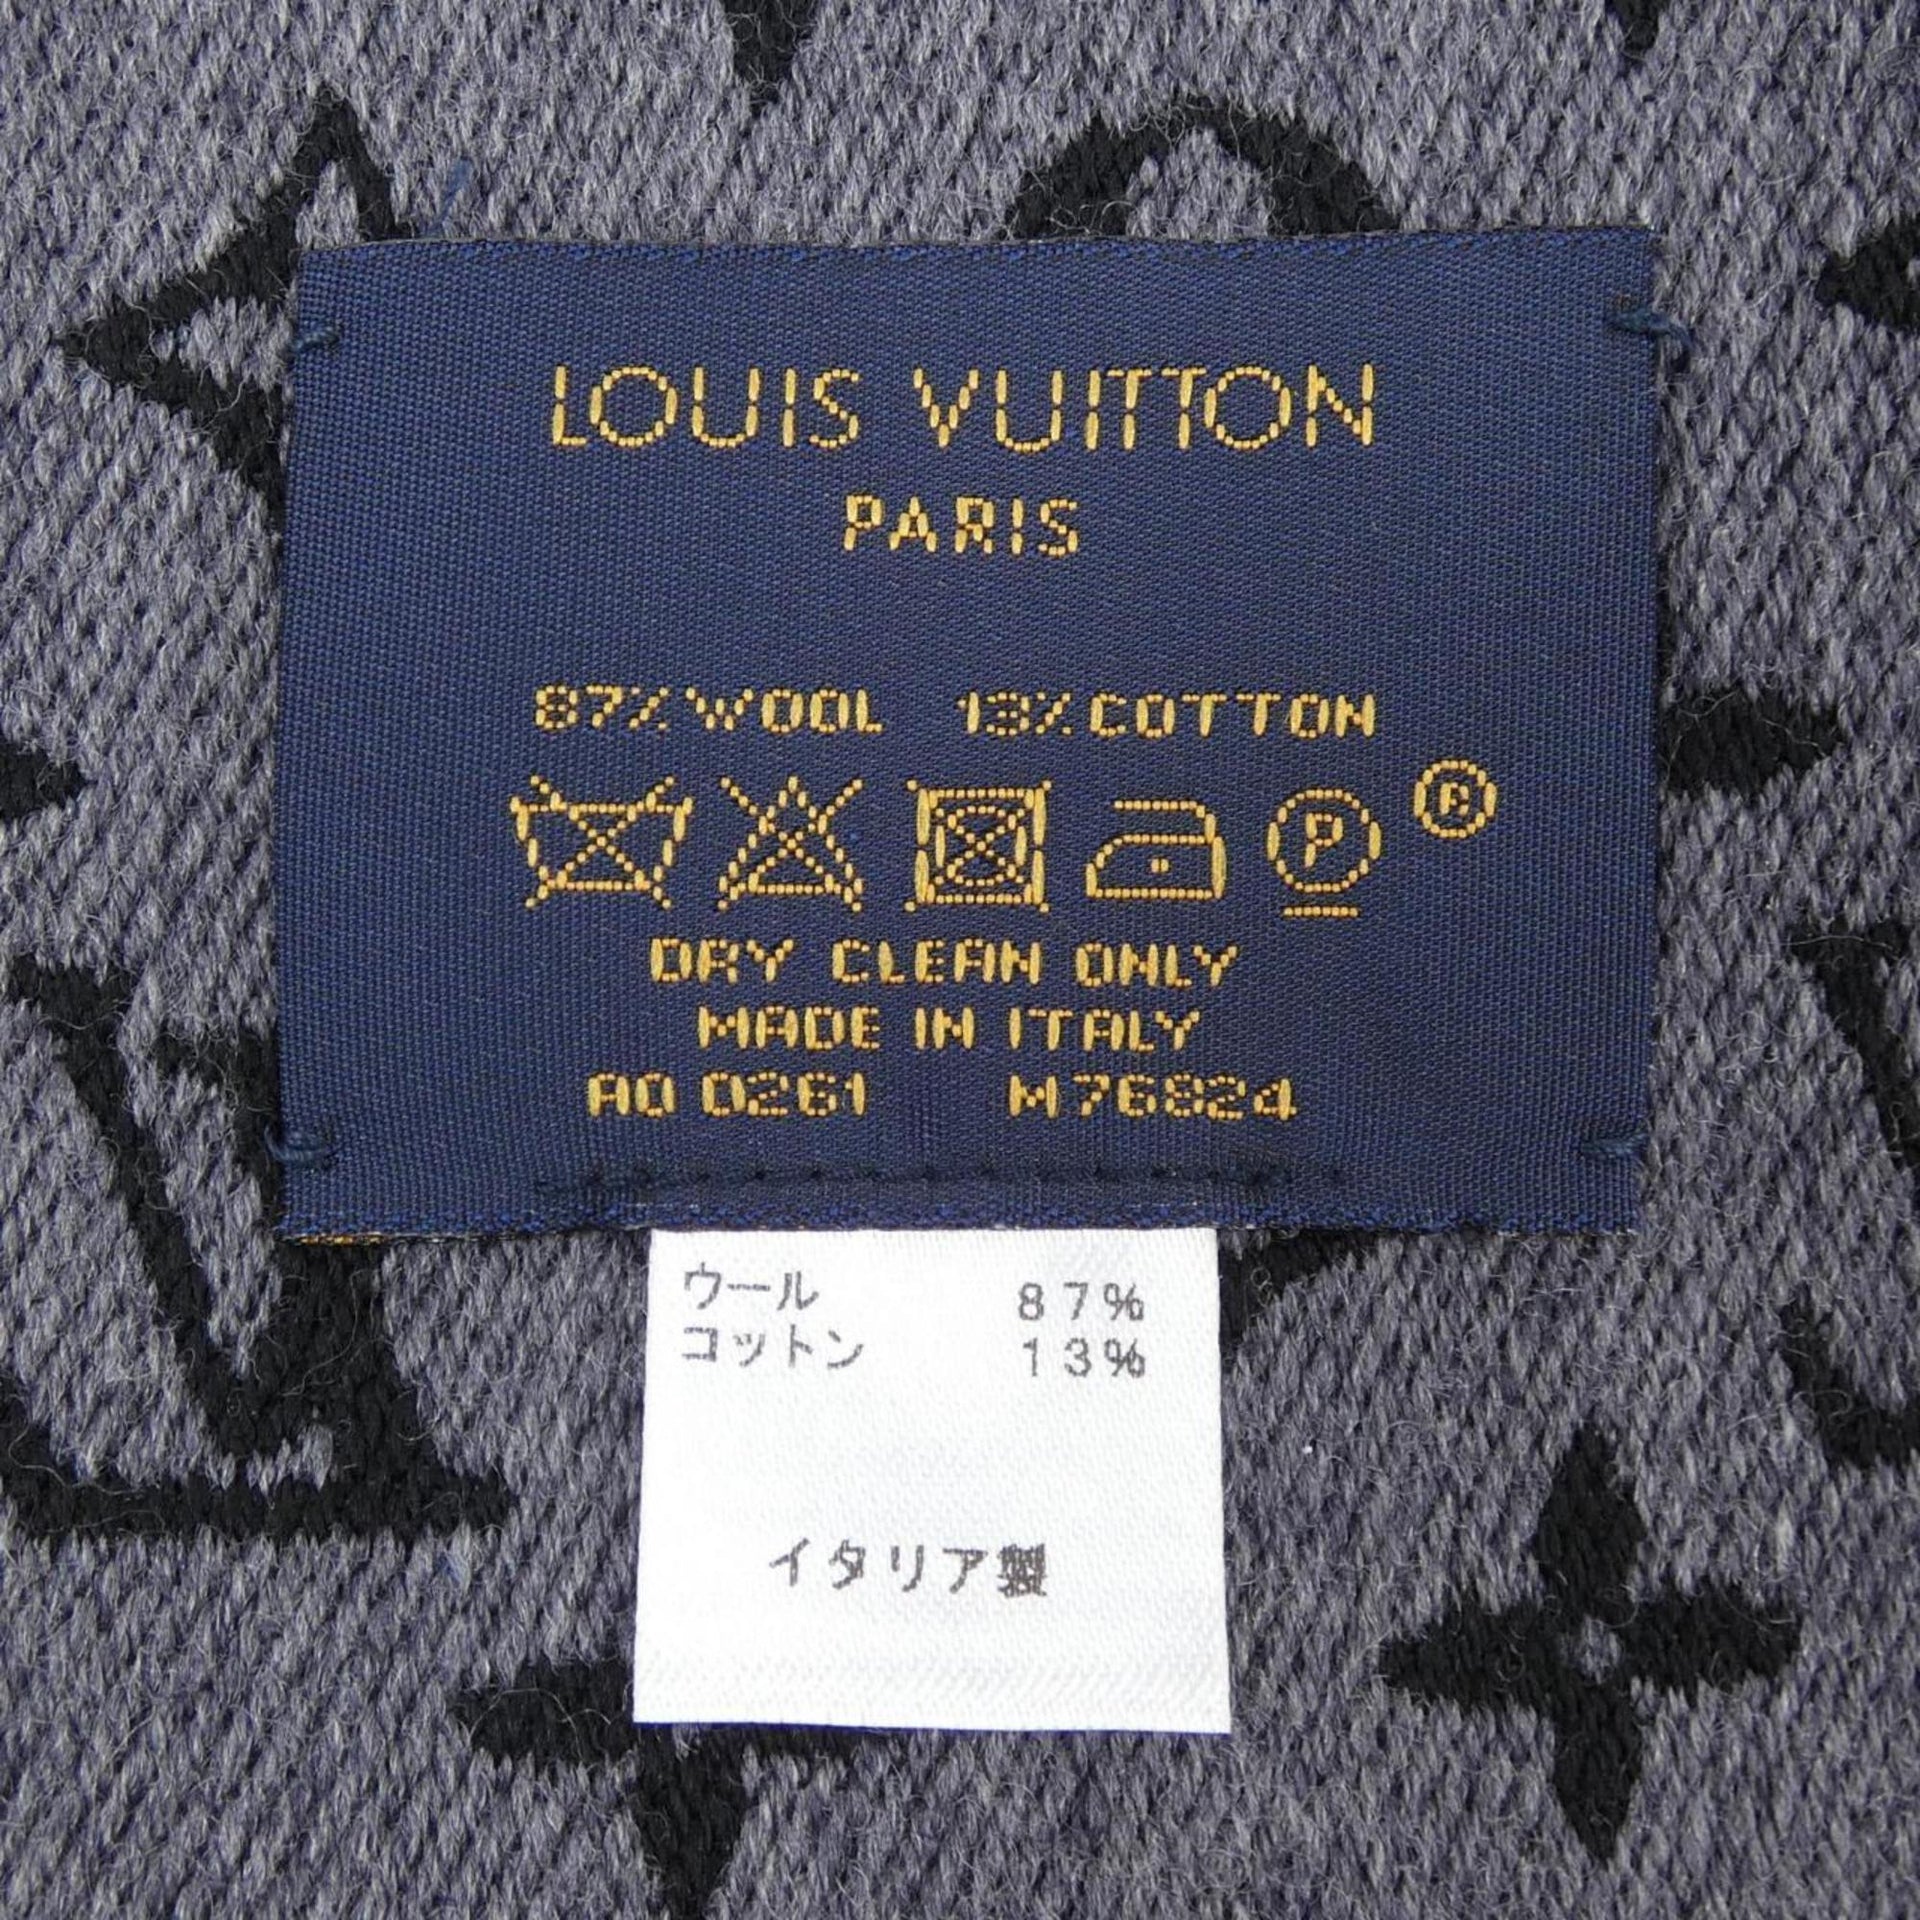 LOUIS VUITTON
PARIS
87% WOOL 13% COTTON
P ®
DRY CLEAN ONLY
MADE IN ITALY
AO 0261 M76824
ウール 87%
コットン 13%
イタリア製